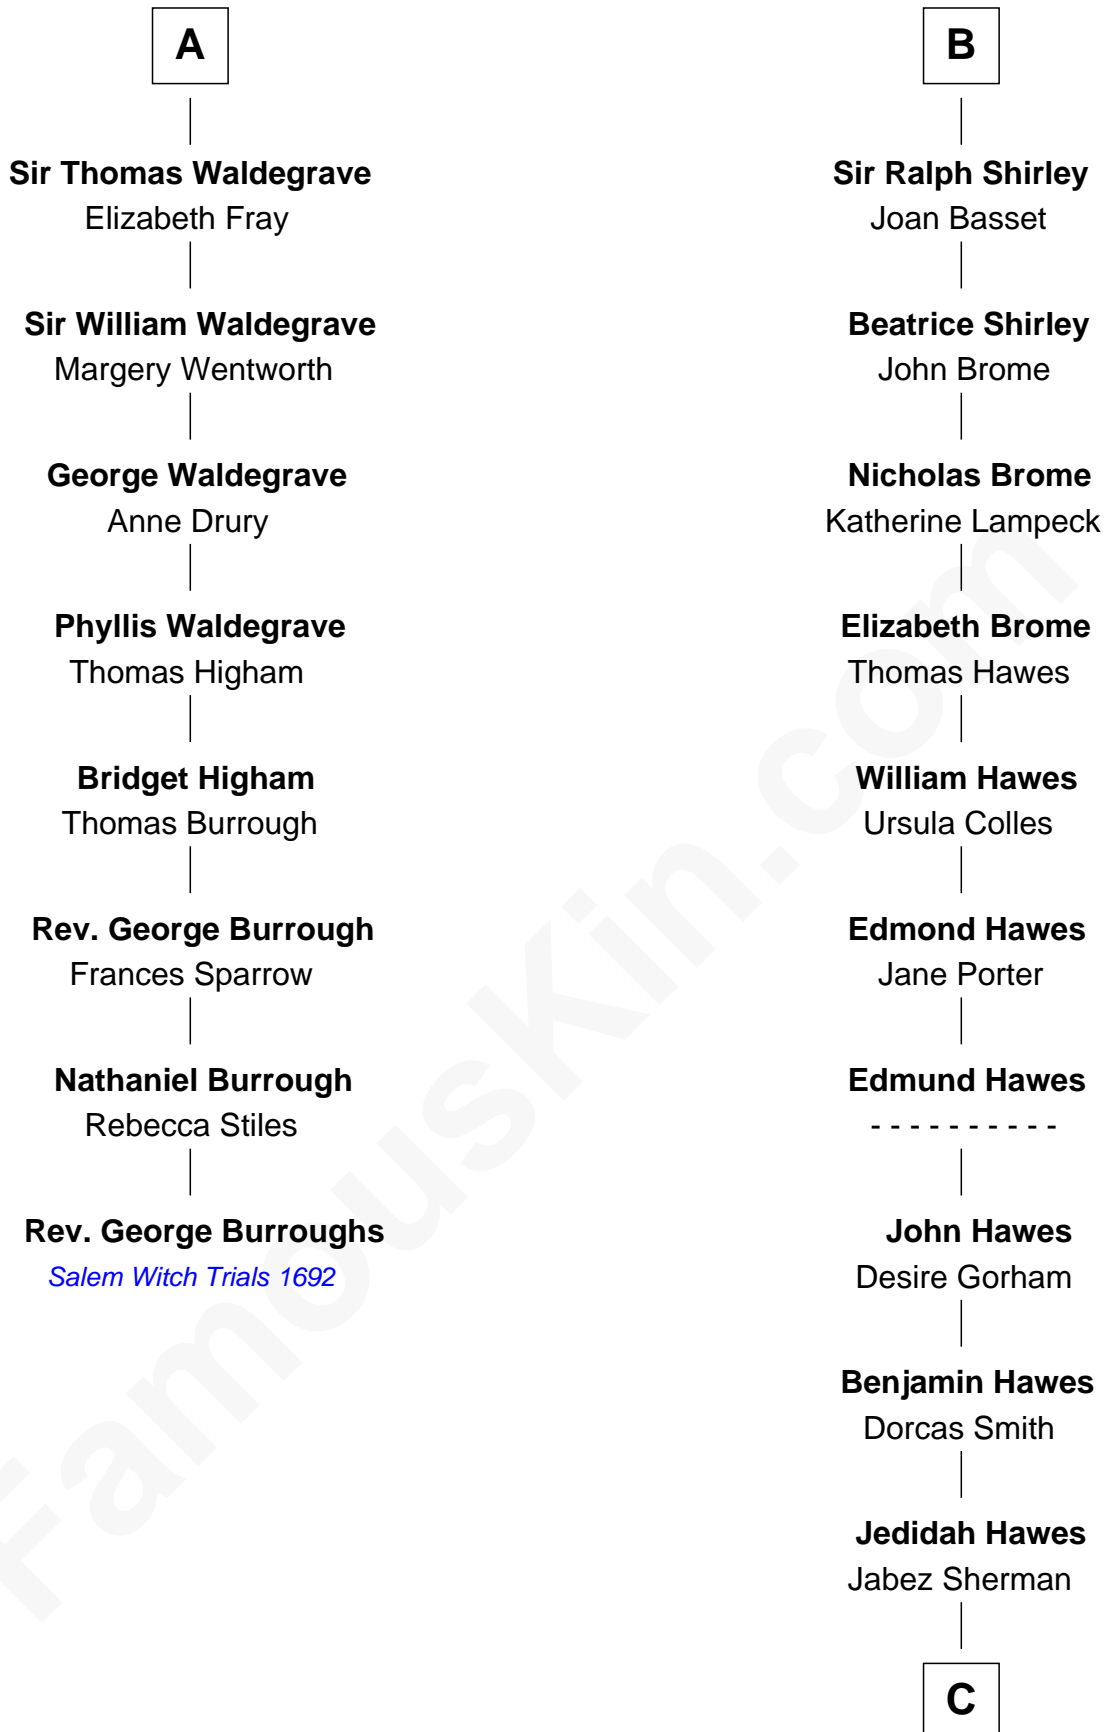 A
Sir Thomas Waldegrave
Elizabeth Fray
Sir William Waldegrave
Margery Wentworth
George Waldegrave
Anne Drury
Phyllis Waldegrave
Thomas Higham
Bridget Higham
Thomas Burrough
Rev. George Burrough
Frances Sparrow
Nathaniel Burrough
Rebecca Stiles
Rev. George Burroughs
Salem Witch Trials 1692
B
Sir Ralph Shirley
Joan Basset
Beatrice Shirley
John Brome
Nicholas Brome
Katherine Lampeck
Elizabeth Brome
Thomas Hawes
William Hawes
Ursula Colles
Edmond Hawes
Jane Porter
Edmund Hawes
- - - - - - - - - -
John Hawes
Desire Gorham
Benjamin Hawes
Dorcas Smith
Jedidah Hawes
Jabez Sherman
C
FamousKin.com